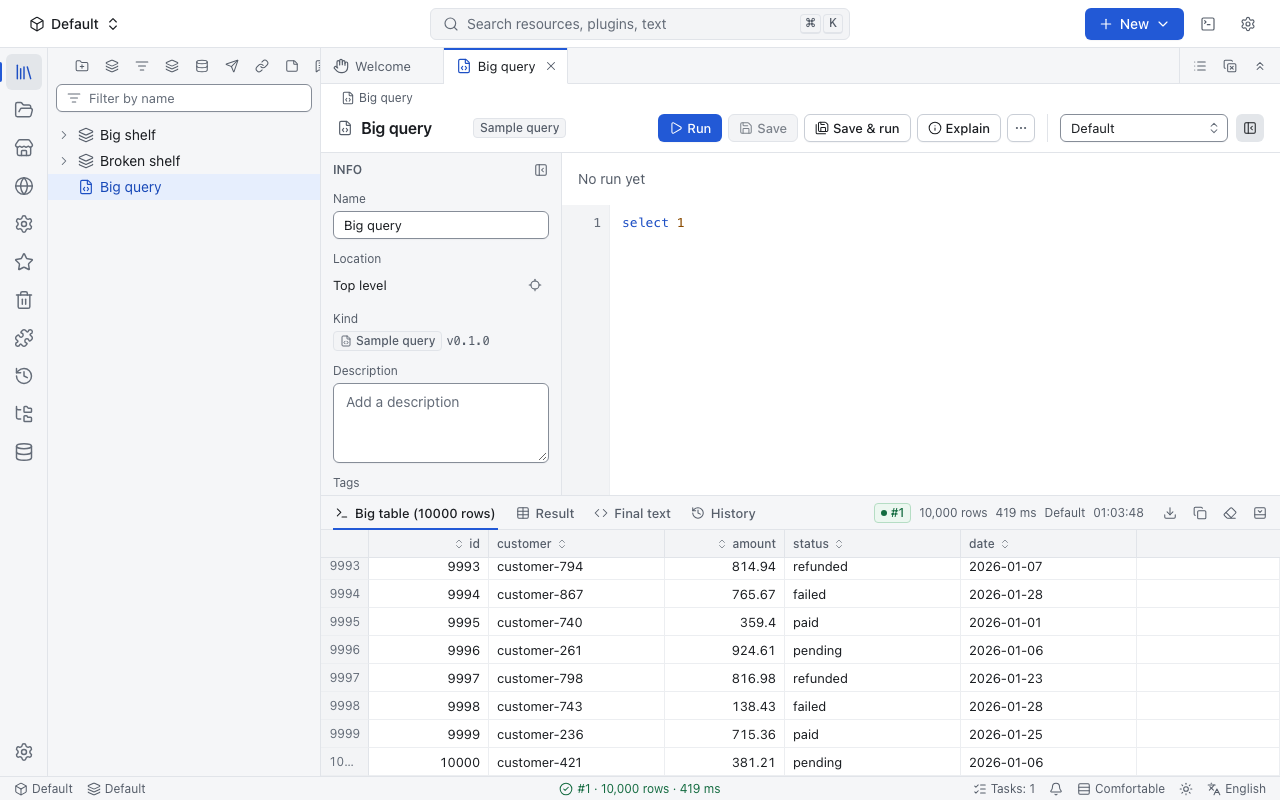 Default
Search resources, plugins, text
⌘ K
New
Welcome
Big query
Filter by name
Big shelf
Broken shelf
Big query
Big query
Big query
Sample query
Run
Save
Save & run
Explain
Default
INFO
Name
Big query
Location
Top level
Kind
Sample query v0.1.0
Description
Add a description
Tags
No run yet
1 select 1
Big table (10000 rows)
Result
Final text
History
#1 10,000 rows 419 ms Default 01:03:48
id customer amount status date
9993 9993 customer-794 814.94 refunded 2026-01-07
9994 9994 customer-867 765.67 failed 2026-01-28
9995 9995 customer-740 359.4 paid 2026-01-01
9996 9996 customer-261 924.61 pending 2026-01-06
9997 9997 customer-798 816.98 refunded 2026-01-23
9998 9998 customer-743 138.43 failed 2026-01-28
9999 9999 customer-236 715.36 paid 2026-01-25
10... 10000 customer-421 381.21 pending 2026-01-06
Default
Default
#1 · 10,000 rows · 419 ms
Tasks: 1
Comfortable
English